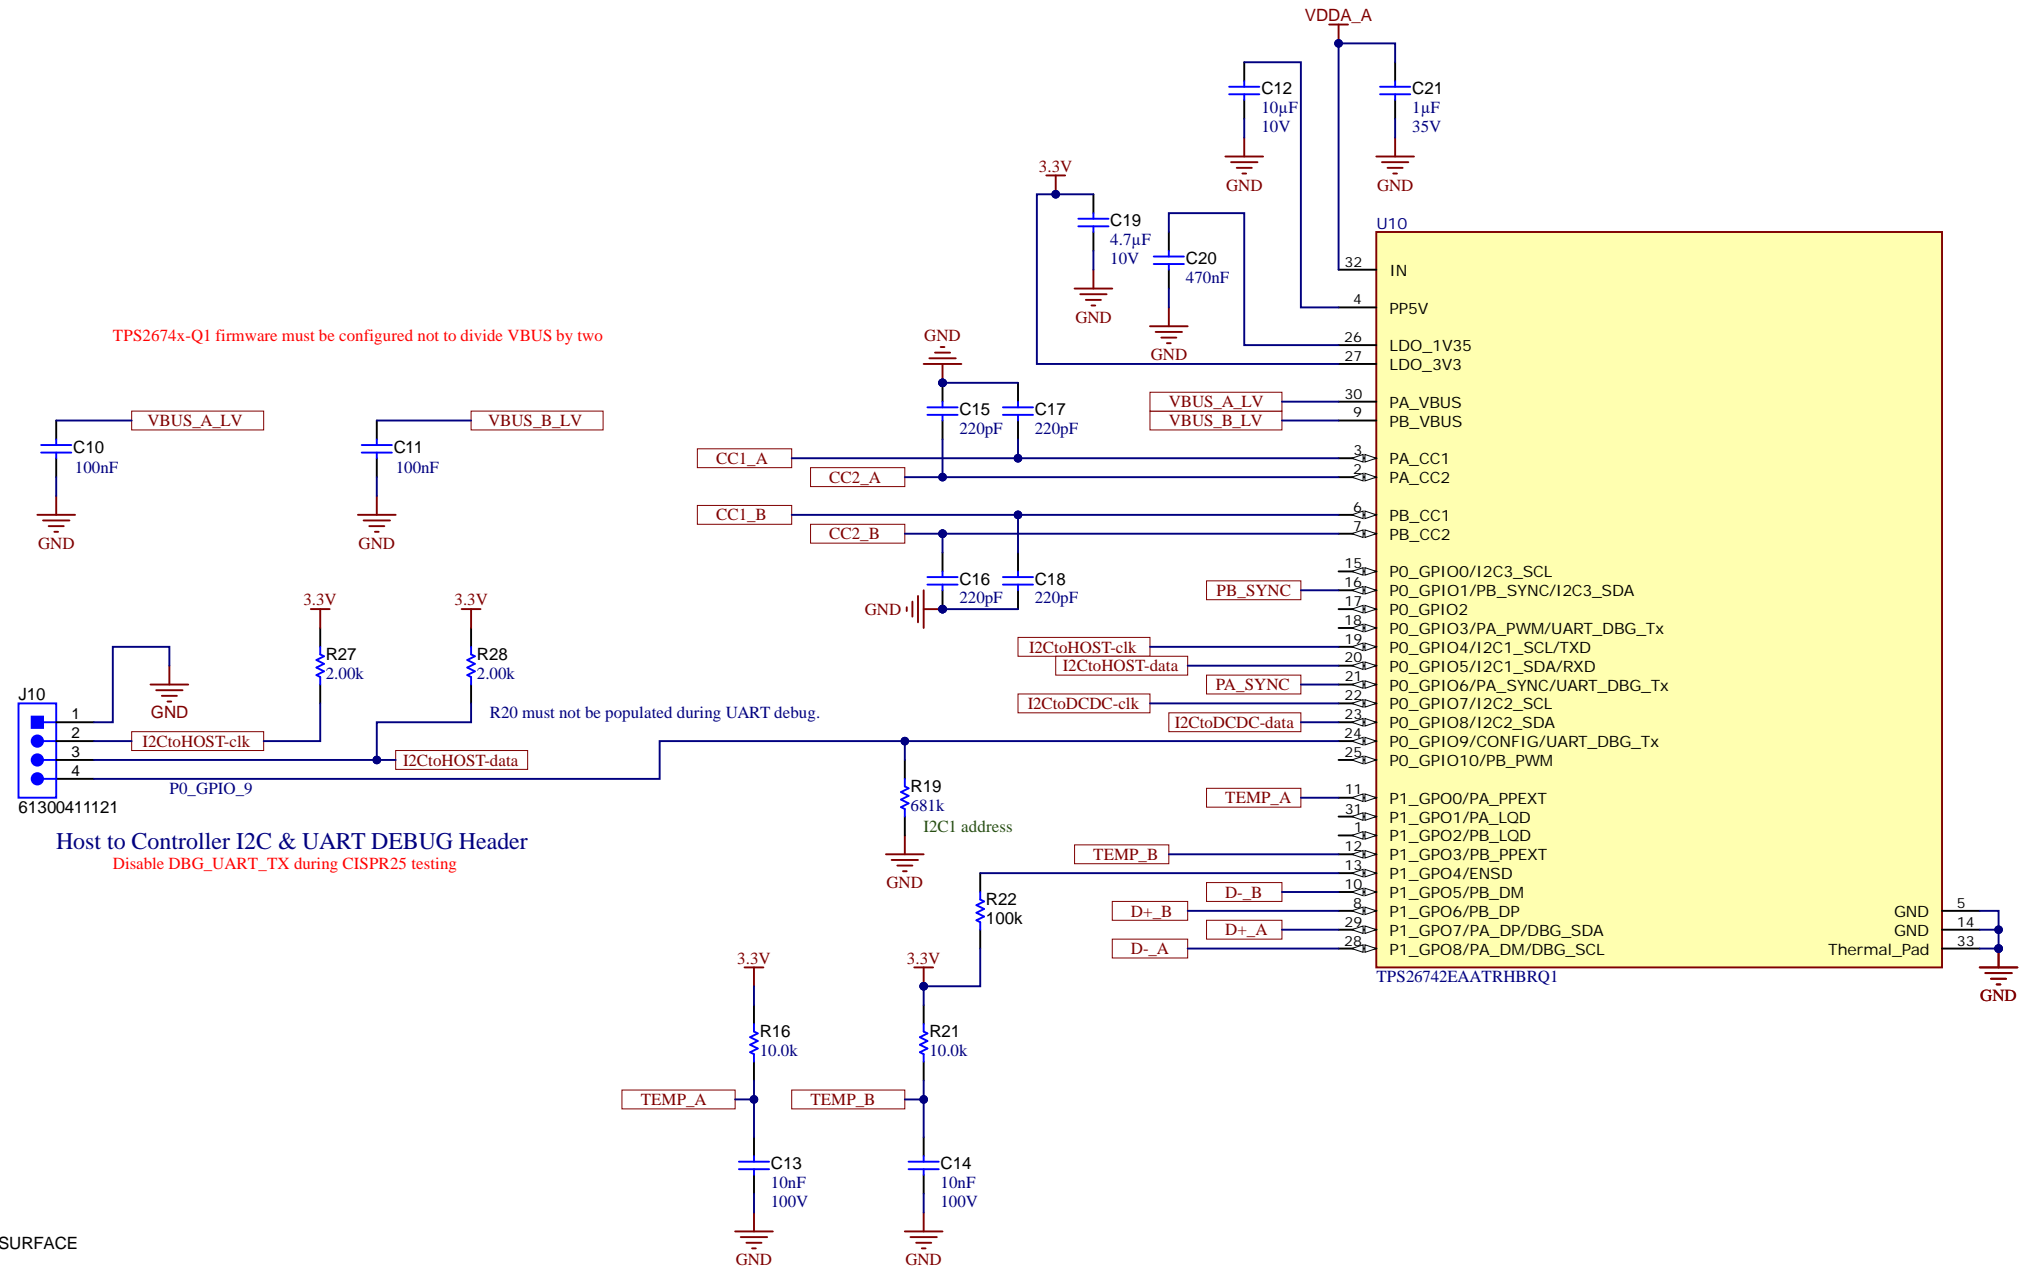 VDDA_A
C12
10µF
10V
GND
C21
1µF
35V
GND
3.3V
C19
4.7µF
10V
GND
C20
470nF
GND
U10
32 IN
4 PP5V
26 LDO_1V35
27 LDO_3V3
VBUS_A_LV 30 PA_VBUS
VBUS_B_LV 9 PB_VBUS
TPS2674x-Q1 firmware must be configured not to divide VBUS by two
VBUS_A_LV
C10
100nF
GND
VBUS_B_LV
C11
100nF
GND
GND
C15
220pF
C17
220pF
CC1_A 3 PA_CC1
CC2_A 2 PA_CC2
CC1_B 6 PB_CC1
CC2_B 7 PB_CC2
C16
220pF
C18
220pF
GND
15 P0_GPIO0/I2C3_SCL
PB_SYNC 16 P0_GPIO1/PB_SYNC/I2C3_SDA
17 P0_GPIO2
18 P0_GPIO3/PA_PWM/UART_DBG_Tx
I2CtoHOST-clk 19 P0_GPIO4/I2C1_SCL/TXD
I2CtoHOST-data 20 P0_GPIO5/I2C1_SDA/RXD
PA_SYNC 21 P0_GPIO6/PA_SYNC/UART_DBG_Tx
I2CtoDCDC-clk 22 P0_GPIO7/I2C2_SCL
I2CtoDCDC-data 23 P0_GPIO8/I2C2_SDA
24 P0_GPIO9/CONFIG/UART_DBG_Tx
25 P0_GPIO10/PB_PWM
TEMP_A 11 P1_GPO0/PA_PPEXT
31 P1_GPO1/PA_LQD
1 P1_GPO2/PB_LQD
TEMP_B 12 P1_GPO3/PB_PPEXT
13 P1_GPO4/ENSD
D-_B 10 P1_GPO5/PB_DM
D+_B 8 P1_GPO6/PB_DP
D+_A 29 P1_GPO7/PA_DP/DBG_SDA
D-_A 28 P1_GPO8/PA_DM/DBG_SCL
GND 5
GND 14
Thermal_Pad 33
GND
TPS26742EAATRHBRQ1
3.3V
R27
2.00k
3.3V
R28
2.00k
GND
J10
1
2 I2CtoHOST-clk
3 I2CtoHOST-data
4
P0_GPIO_9
61300411121
R20 must not be populated during UART debug.
Host to Controller I2C & UART DEBUG Header
Disable DBG_UART_TX during CISPR25 testing
R19
681k
I2C1 address
GND
R22
100k
3.3V
R16
10.0k
TEMP_A
C13
10nF
100V
GND
3.3V
R21
10.0k
TEMP_B
C14
10nF
100V
GND
SURFACE